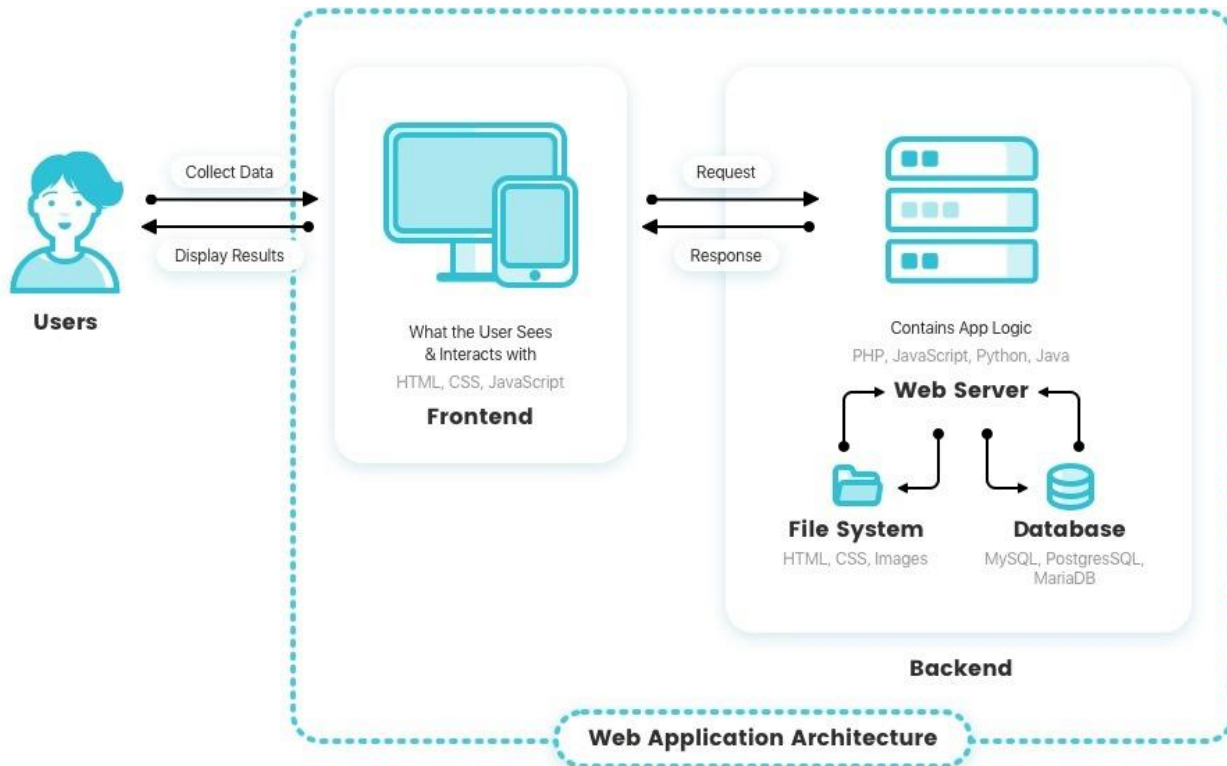 Collect Data
Display Results
Users
What the User Sees
& Interacts with
HTML, CSS, JavaScript
Frontend
Request
Response
Contains App Logic
PHP, JavaScript, Python, Java
Web Server
File System
HTML, CSS, Images
Database
MySQL, PostgresSQL,
MariaDB
Backend
Web Application Architecture